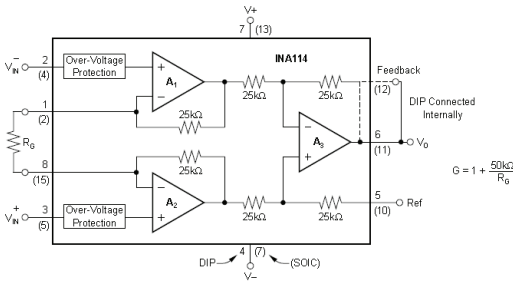 V+
7 (13)
INA114
V−IN
2
(4)
Over-Voltage
Protection
+
A1
−
25kΩ
25kΩ
Feedback
(12)
DIP Connected
Internally
1
(2)
25kΩ
RG
−
A3
+
6
(11)
VO
G = 1 + 50kΩ
RG
8
(15)
25kΩ
−
A2
+
25kΩ
25kΩ
5
(10)
Ref
V+IN
3
(5)
Over-Voltage
Protection
DIP
4
(7)
(SOIC)
V−